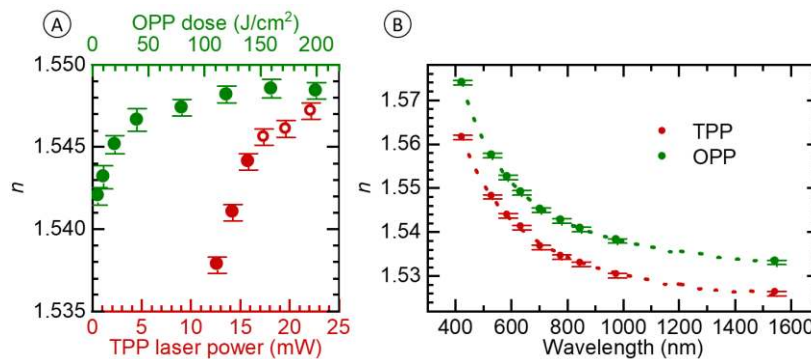 A
OPP dose (J/cm²)
0 50 100 150 200
1.550
1.545
1.540
1.535
n
0 5 10 15 20 25
TPP laser power (mW)
B
1.57
1.56
1.55
1.54
1.53
n
TPP
OPP
400 600 800 1000 1200 1400 1600
Wavelength (nm)